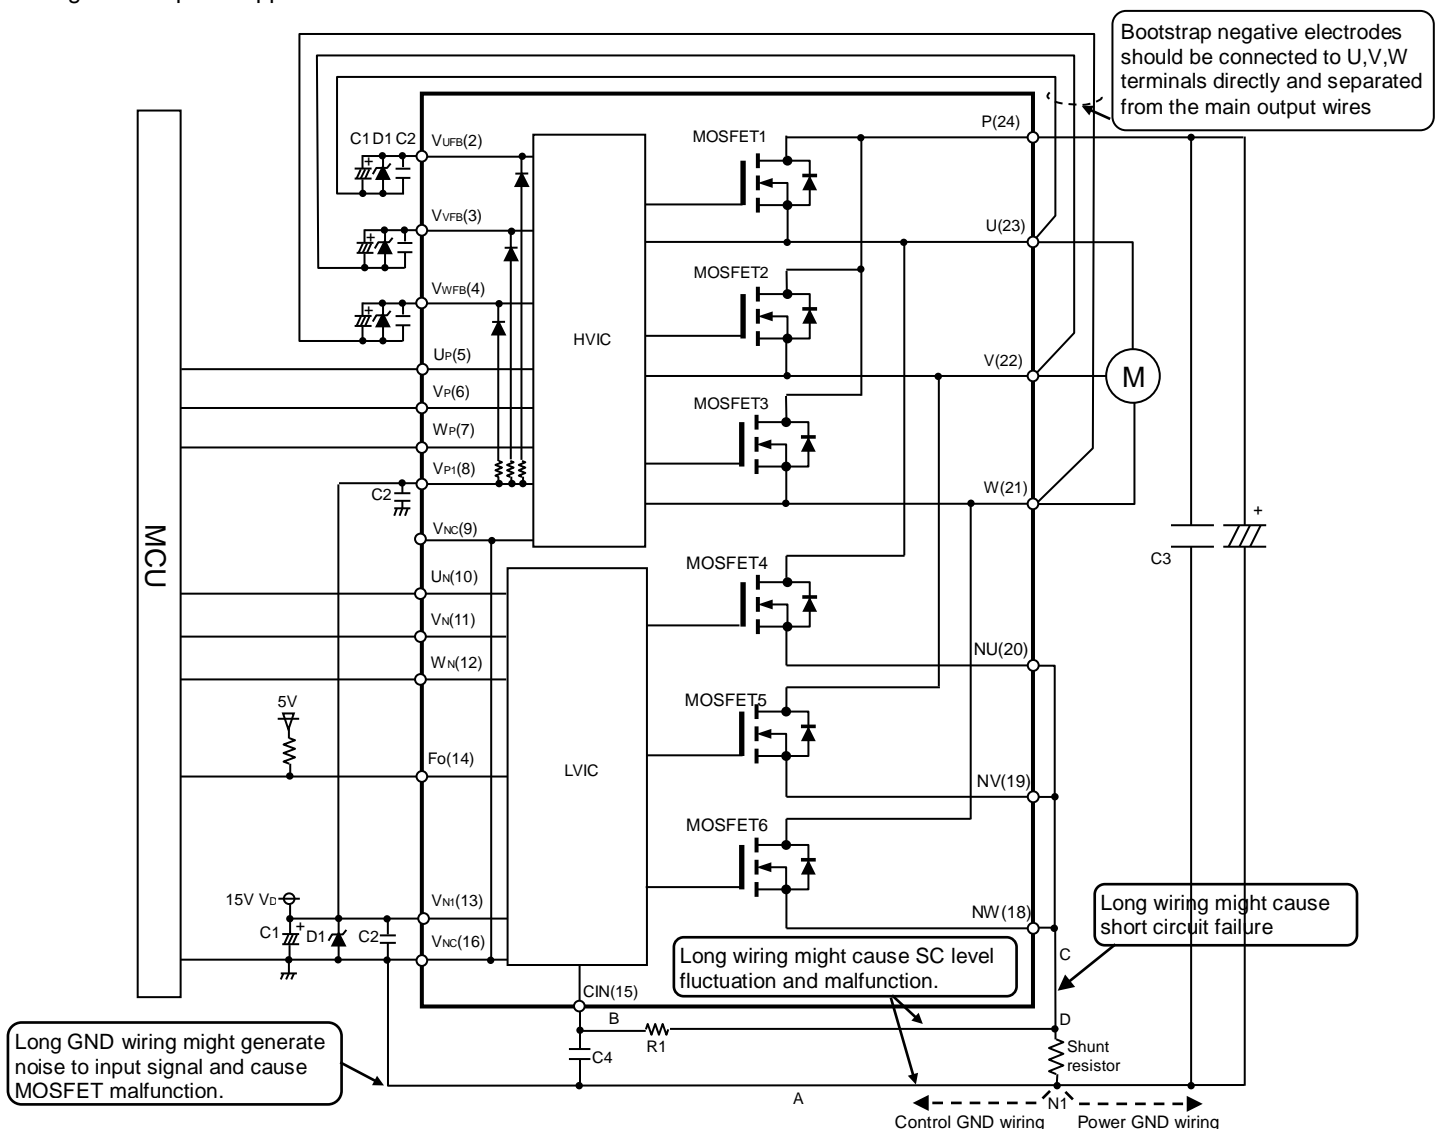 Bootstrap negative electrodes
should be connected to U,V,W
terminals directly and separated
from the main output wires
C1 D1 C2
VUFB(2)
MOSFET1
P(24)
VVFB(3)
U(23)
MOSFET2
VWFB(4)
HVIC
UP(5)
V(22)
M
VP(6)
MOSFET3
WP(7)
VP1(8)
C2
W(21)
+
MCU
VNC(9)
C3
MOSFET4
UN(10)
VN(11)
NU(20)
WN(12)
5V
MOSFET5
Fo(14)
LVIC
NV(19)
MOSFET6
15V VD
VN1(13)
NW(18)
Long wiring might cause
short circuit failure
C1
+
D1
C2
VNC(16)
Long wiring might cause SC level
fluctuation and malfunction.
C
CIN(15)
B
D
R1
Long GND wiring might generate
noise to input signal and cause
MOSFET malfunction.
C4
Shunt
resistor
A
N1
Control GND wiring
Power GND wiring